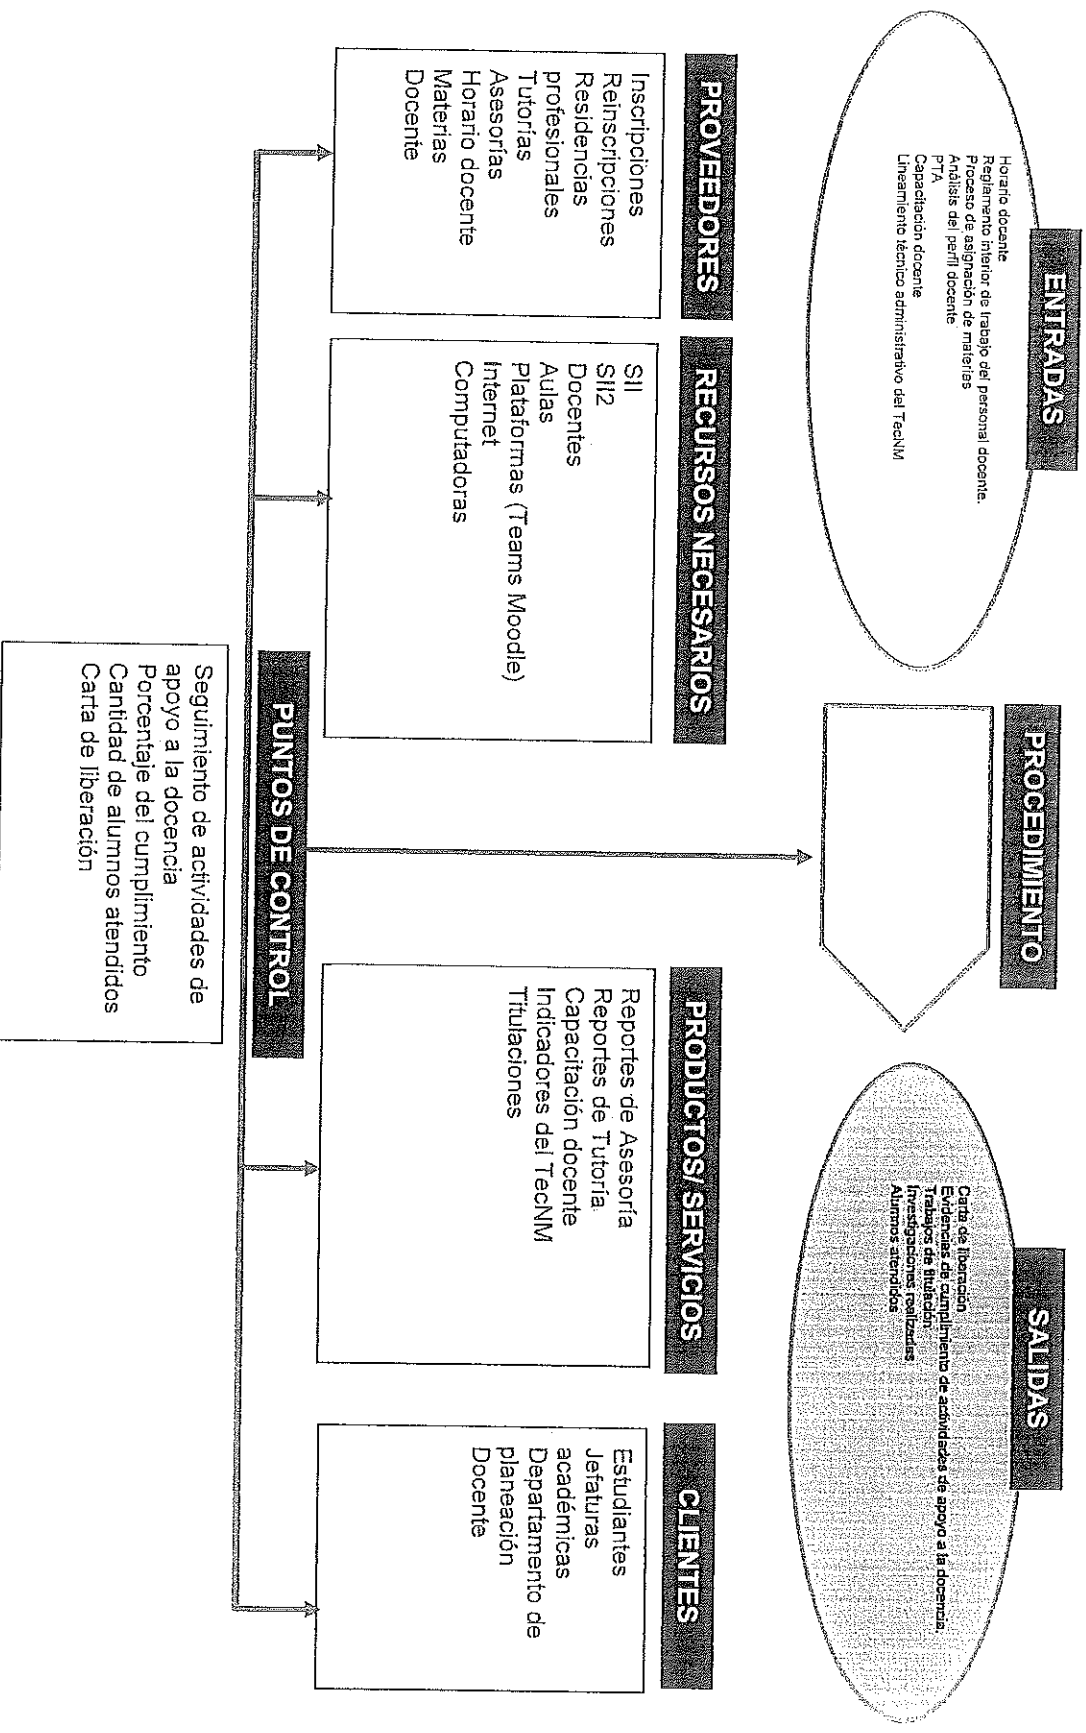 ENTRADAS
Horario docente
Reglamento interior de trabajo del personal docente.
Proceso de asignación de materias
Análisis del perfil docente
PTA
Capacitación docente
Lineamiento técnico administrativo del TecNM
PROCEDIMIENTO
SALIDAS
Carta de liberación
Evidencias de cumplimiento de actividades de apoyo a la docencia.
Trabajos de titulación
Investigaciones realizadas
Alumnos atendidos
PROVEEDORES
Inscripciones
Reinscripciones
Residencias
profesionales
Tutorías
Asesorías
Horario docente
Materias
Docente
RECURSOS NECESARIOS
SII
SII2
Docentes
Aulas
Plataformas (Teams Moodle)
Internet
Computadoras
PRODUCTOS/ SERVICIOS
Reportes de Asesoría
Reportes de Tutoría
Capacitación docente
Indicadores del TecNM
Titulaciones
CLIENTES
Estudiantes
Jefaturas
académicas
Departamento de
planeación
Docente
PUNTOS DE CONTROL
Seguimiento de actividades de
apoyo a la docencia
Porcentaje del cumplimiento
Cantidad de alumnos atendidos
Carta de liberación